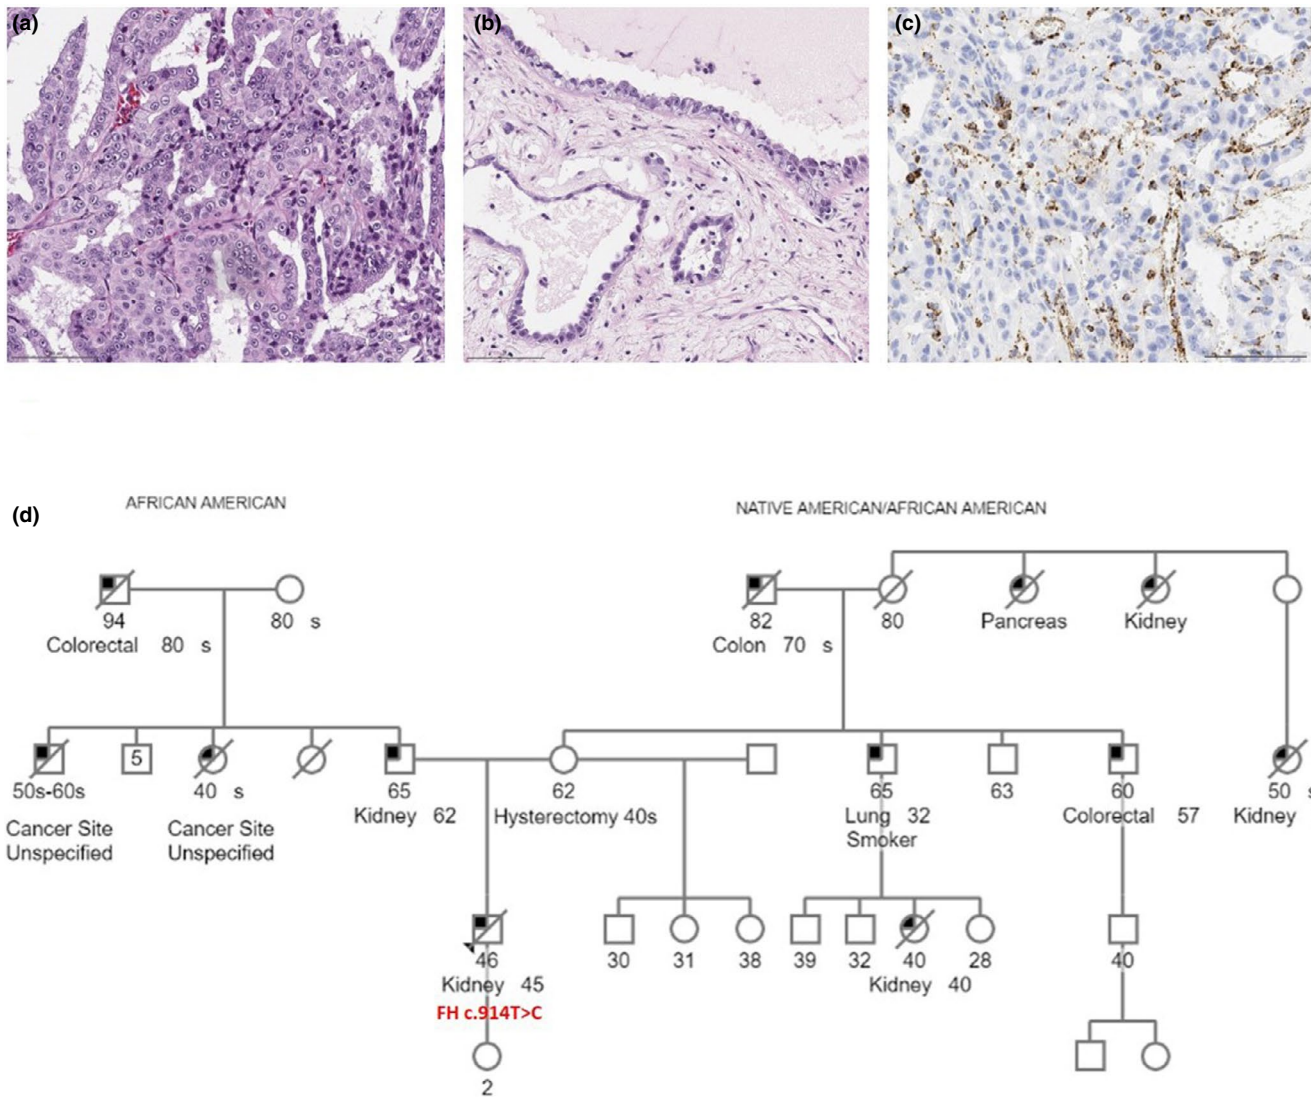 (a)
(b)
(c)
(d)
AFRICAN AMERICAN
NATIVE AMERICAN/AFRICAN AMERICAN
94
Colorectal 80 s
80 s
82
Colon 70 s
80
Pancreas
Kidney
50s-60s
Cancer Site
Unspecified
5
40 s
Cancer Site
Unspecified
65
Kidney 62
62
Hysterectomy 40s
65
Lung 32
Smoker
63
60
Colorectal 57
50 s
Kidney
46
Kidney 45
FH c.914T>C
30
31
38
39
32
40
Kidney 40
28
40
2